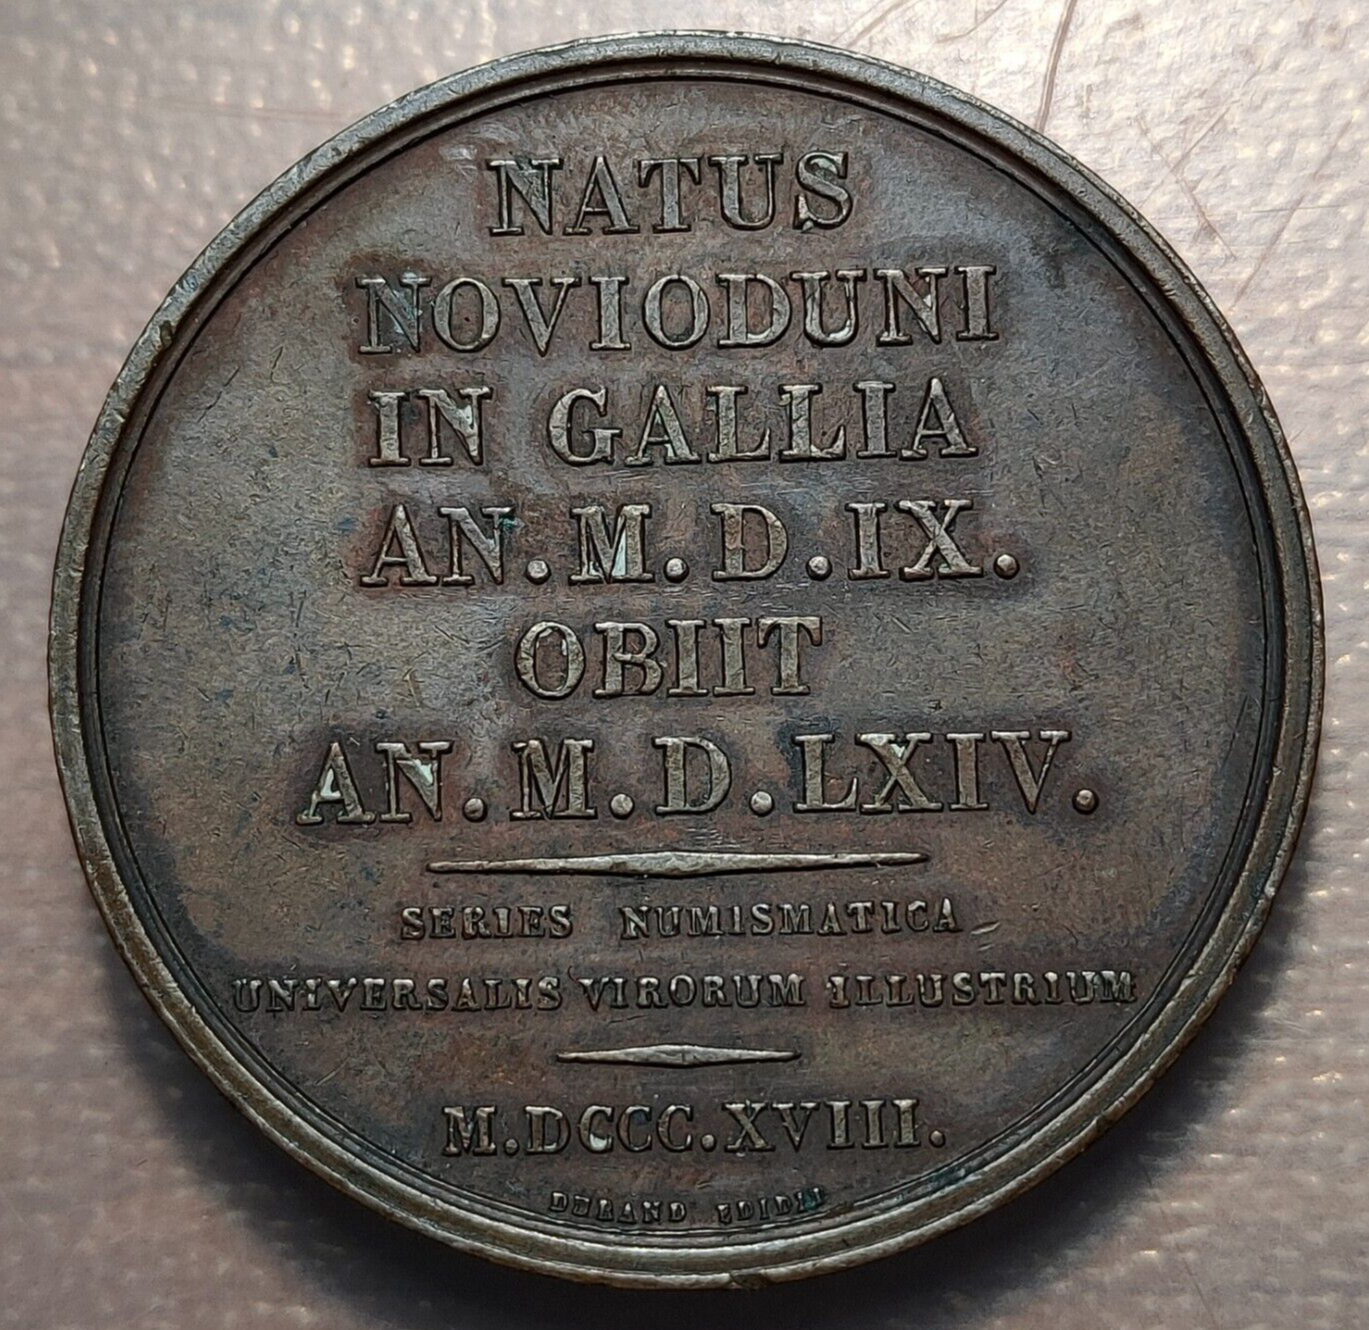 NATUS
NOVIODUNI
IN GALLIA
AN. M. D. IX.
OBIIT
AN. M. D. LXIV.
SERIES NUMISMATICA
UNIVERSALIS VIRORUM ILLUSTRIUM
M.DCCC.XVIII.
DURAND EDIDIT